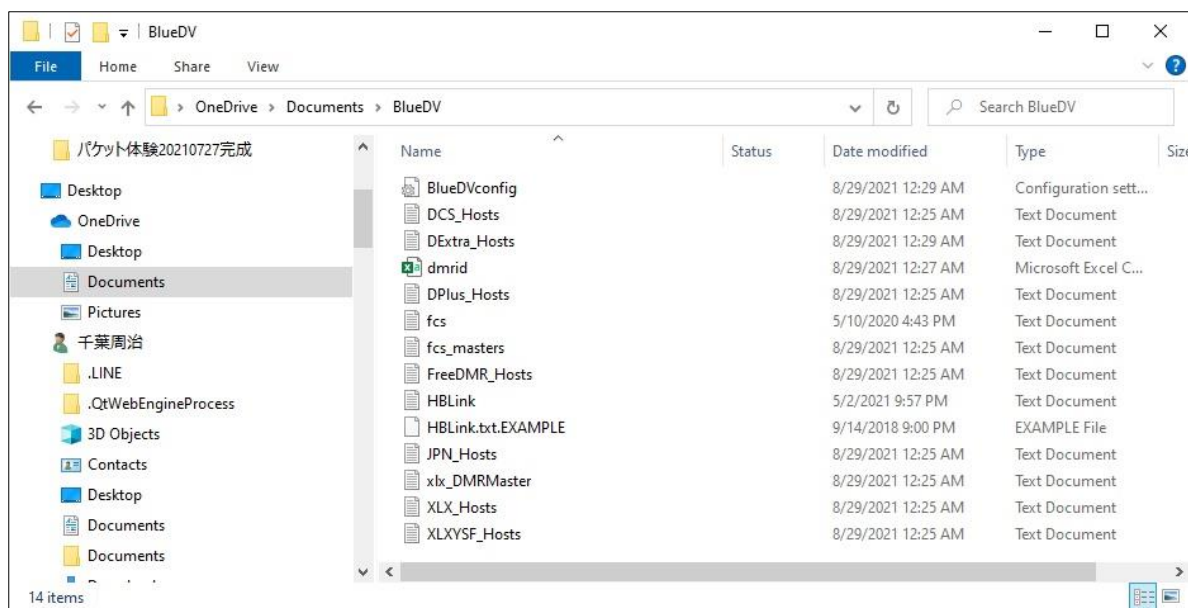 BlueDV
File Home Share View
OneDrive > Documents > BlueDV
Search BlueDV
パケット体験20210727完成
Desktop
OneDrive
Desktop
Documents
Pictures
千葉周治
.LINE
.QtWebEngineProcess
3D Objects
Contacts
Desktop
Documents
Documents
Name Status Date modified Type Size
BlueDVconfig 8/29/2021 12:29 AM Configuration sett...
DCS_Hosts 8/29/2021 12:25 AM Text Document
DExtra_Hosts 8/29/2021 12:29 AM Text Document
dmrid 8/29/2021 12:27 AM Microsoft Excel C...
DPlus_Hosts 8/29/2021 12:25 AM Text Document
fcs 5/10/2020 4:43 PM Text Document
fcs_masters 8/29/2021 12:25 AM Text Document
FreeDMR_Hosts 8/29/2021 12:25 AM Text Document
HBLink 5/2/2021 9:57 PM Text Document
HBLink.txt.EXAMPLE 9/14/2018 9:00 PM EXAMPLE File
JPN_Hosts 8/29/2021 12:25 AM Text Document
xlx_DMRMaster 8/29/2021 12:25 AM Text Document
XLX_Hosts 8/29/2021 12:25 AM Text Document
XLXYSF_Hosts 8/29/2021 12:25 AM Text Document
14 items